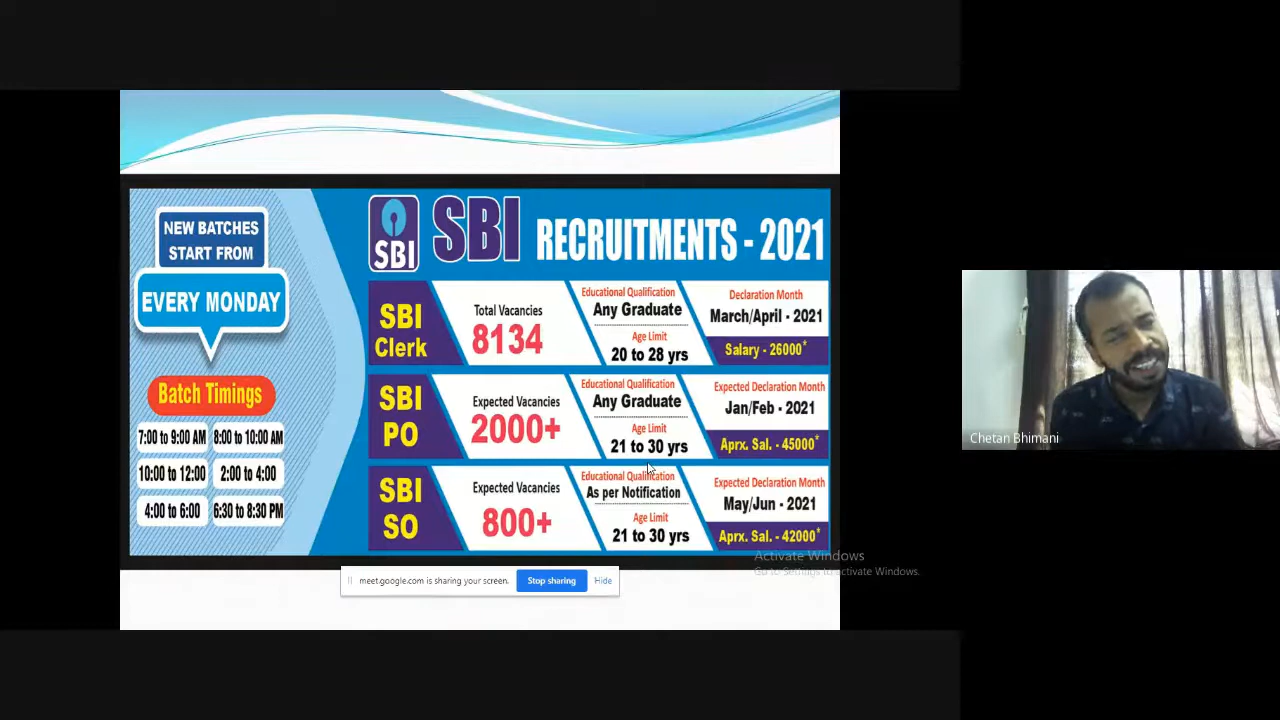 NEW BATCHES
START FROM
EVERY MONDAY
Batch Timings
7:00 to 9:00 AM 8:00 to 10:00 AM
10:00 to 12:00 2:00 to 4:00
4:00 to 6:00 6:30 to 8:30 PM
SBI
SBI RECRUITMENTS - 2021
SBI
Clerk
Total Vacancies
8134
Educational Qualification
Any Graduate
Age Limit
20 to 28 yrs
Declaration Month
March/April - 2021
Salary - 26000*
SBI
PO
Expected Vacancies
2000+
Educational Qualification
Any Graduate
Age Limit
21 to 30 yrs
Expected Declaration Month
Jan/Feb - 2021
Aprx. Sal. - 45000*
SBI
SO
Expected Vacancies
800+
Educational Qualification
As per Notification
Age Limit
21 to 30 yrs
Expected Declaration Month
May/Jun - 2021
Aprx. Sal. - 42000*
Activate Windows
Go to Settings to activate Windows.
meet.google.com is sharing your screen. Stop sharing Hide
Chetan Bhimani